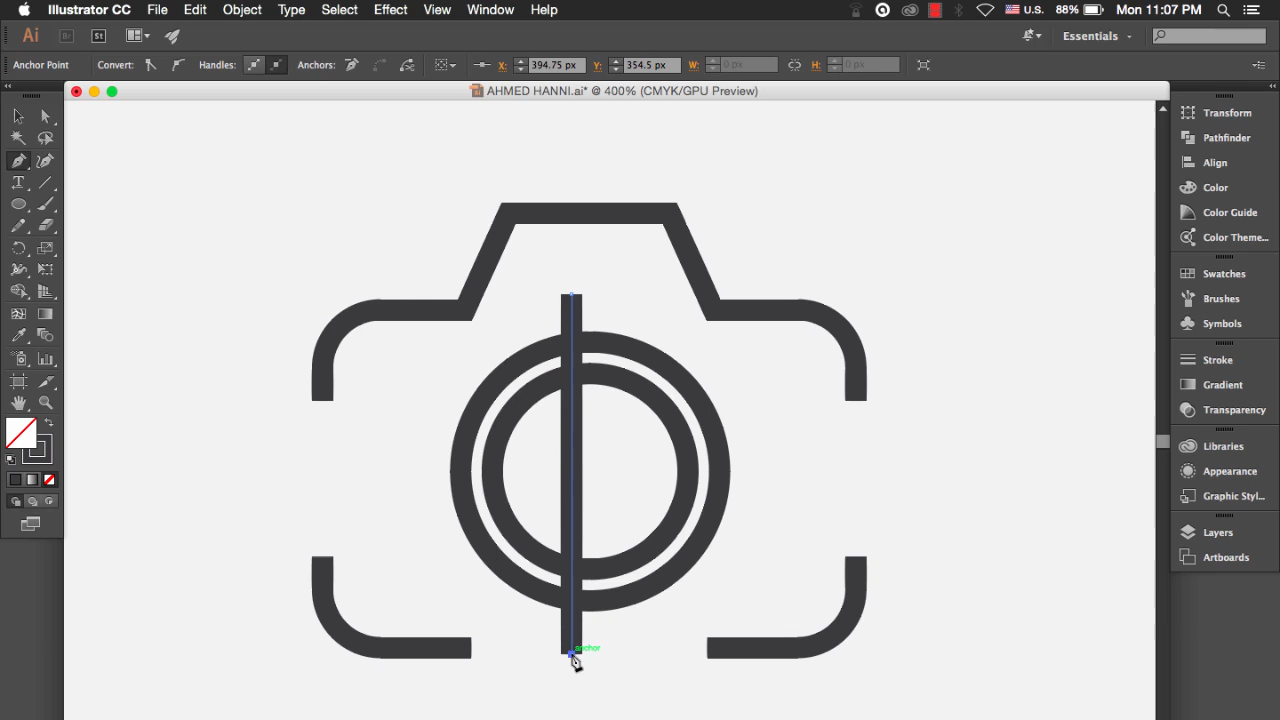 Illustrator CC File Edit Object Type Select Effect View Window Help U.S. 88% Mon 11:07 PM
Ai Br St Essentials
Anchor Point Convert: Handles: Anchors: X: 394.75 px Y: 354.5 px W: 0 px H: 0 px
AHMED HANNI.ai* @ 400% (CMYK/GPU Preview)
Transform
Pathfinder
Align
Color
Color Guide
Color Theme...
Swatches
Brushes
Symbols
Stroke
Gradient
Transparency
Libraries
Appearance
Graphic Styl...
Layers
Artboards
anchor